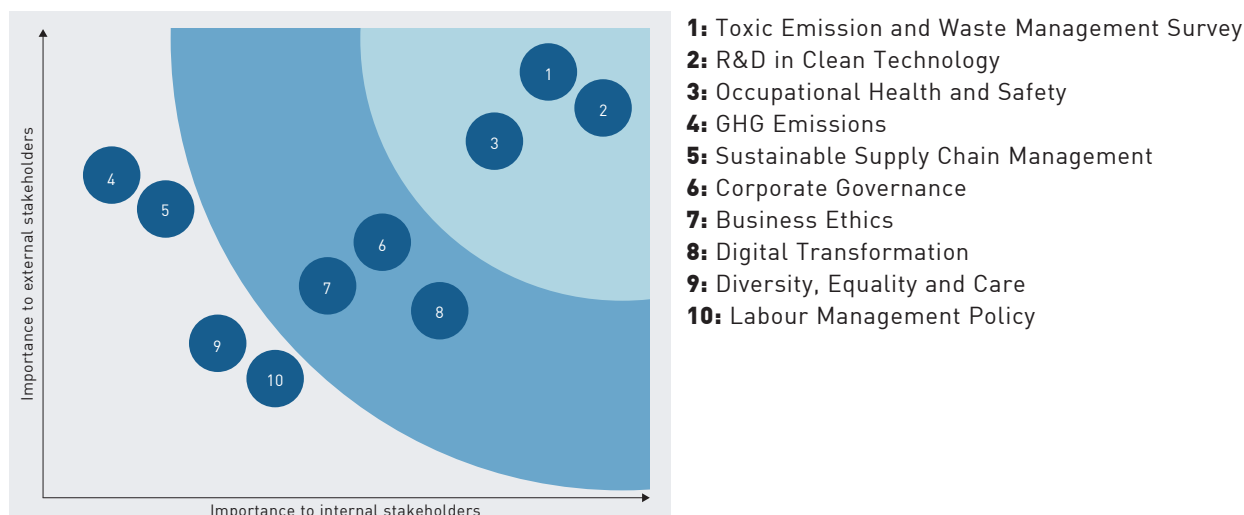 Importance to external stakeholders
1
2
3
4
5
6
7
8
9
10
Importance to internal stakeholders
1: Toxic Emission and Waste Management Survey
2: R&D in Clean Technology
3: Occupational Health and Safety
4: GHG Emissions
5: Sustainable Supply Chain Management
6: Corporate Governance
7: Business Ethics
8: Digital Transformation
9: Diversity, Equality and Care
10: Labour Management Policy